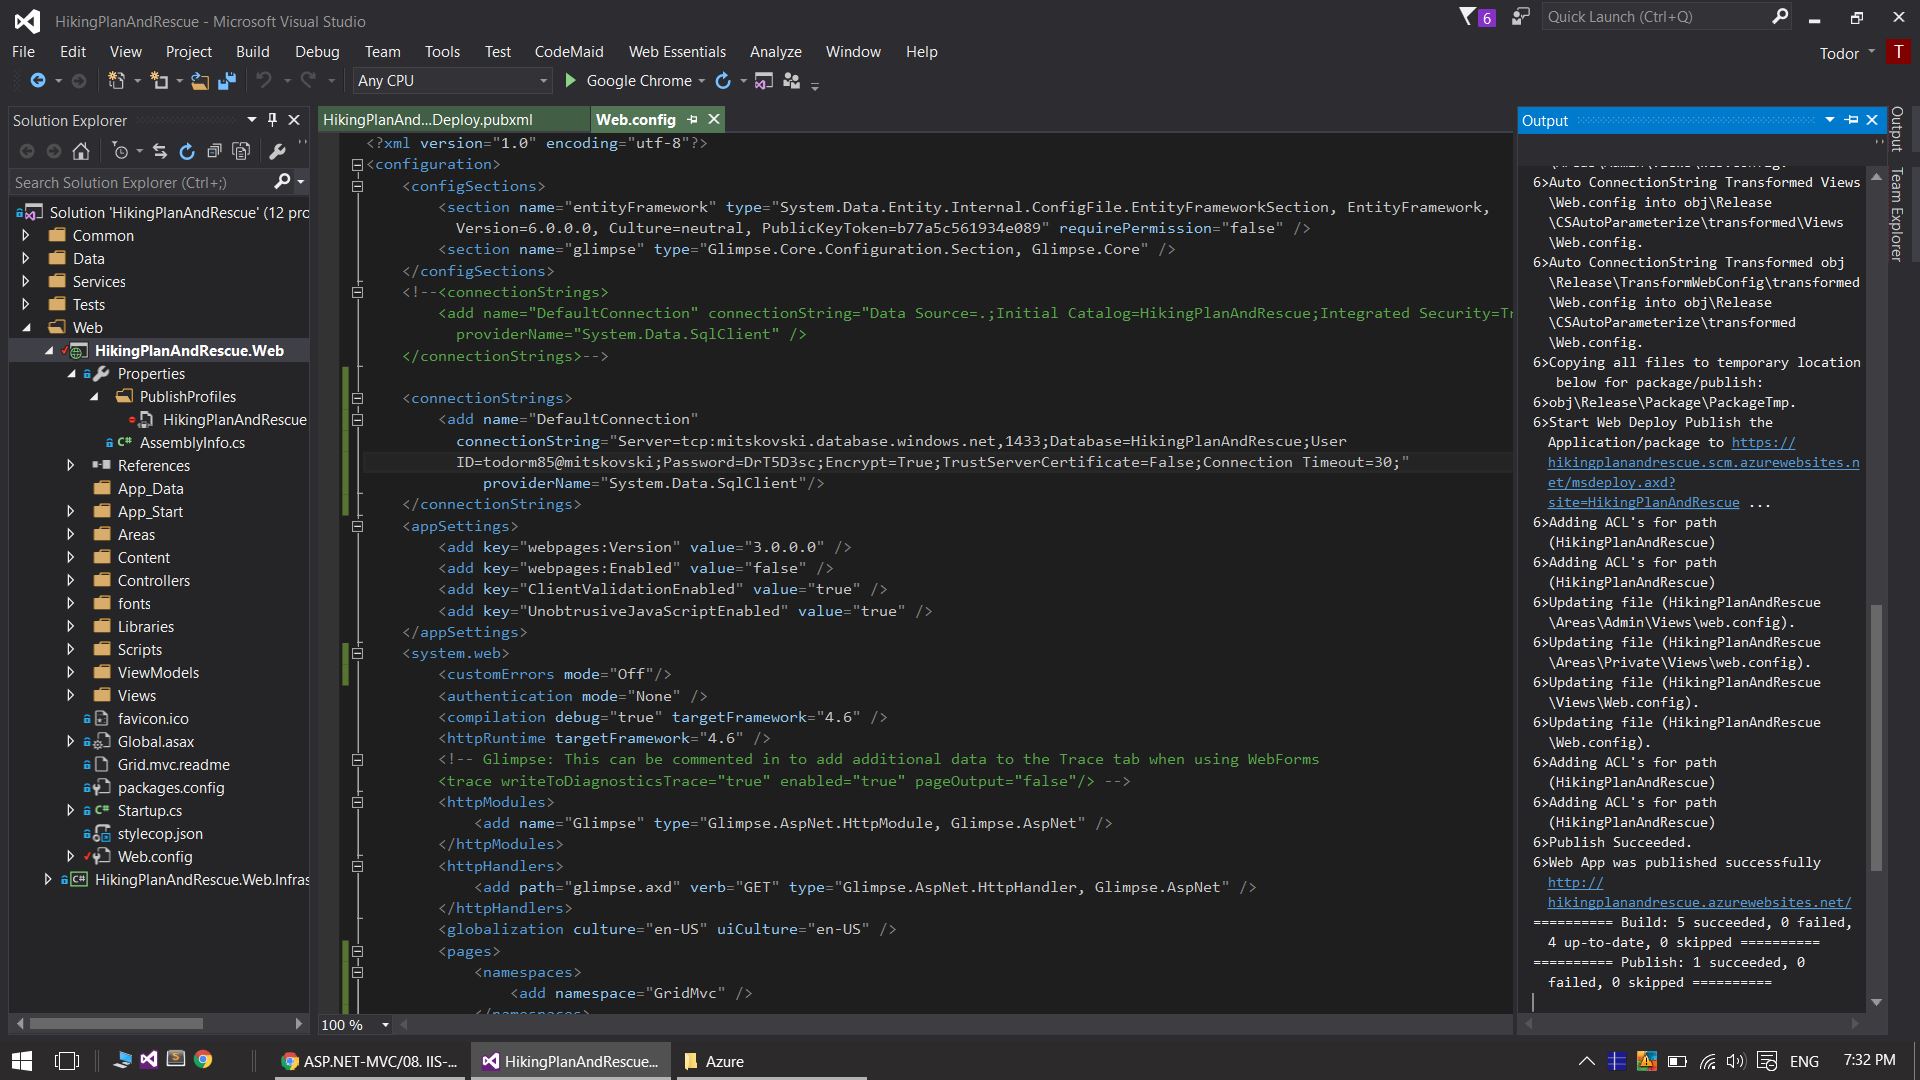 HikingPlanAndRescue - Microsoft Visual Studio
6
Quick Launch (Ctrl+Q)
File Edit View Project Build Debug Team Tools Test CodeMaid Web Essentials Analyze Window Help
Todor T
Any CPU Google Chrome
Solution Explorer
Search Solution Explorer (Ctrl+;)
Solution 'HikingPlanAndRescue' (12 pro
Common
Data
Services
Tests
Web
HikingPlanAndRescue.Web
Properties
PublishProfiles
HikingPlanAndRescue
C# AssemblyInfo.cs
References
App_Data
App_Start
Areas
Content
Controllers
fonts
Libraries
Scripts
ViewModels
Views
favicon.ico
Global.asax
Grid.mvc.readme
packages.config
C# Startup.cs
stylecop.json
Web.config
C# HikingPlanAndRescue.Web.Infras
HikingPlanAnd...Deploy.pubxml
Web.config
<?xml version="1.0" encoding="utf-8"?>
<configuration>
<configSections>
<section name="entityFramework" type="System.Data.Entity.Internal.ConfigFile.EntityFrameworkSection, EntityFramework,
Version=6.0.0.0, Culture=neutral, PublicKeyToken=b77a5c561934e089" requirePermission="false" />
<section name="glimpse" type="Glimpse.Core.Configuration.Section, Glimpse.Core" />
</configSections>
<!--<connectionStrings>
<add name="DefaultConnection" connectionString="Data Source=.;Initial Catalog=HikingPlanAndRescue;Integrated Security=Tr
providerName="System.Data.SqlClient" />
</connectionStrings>-->
<connectionStrings>
<add name="DefaultConnection"
connectionString="Server=tcp:mitskovski.database.windows.net,1433;Database=HikingPlanAndRescue;User
ID=todorm85@mitskovski;Password=DrT5D3sc;Encrypt=True;TrustServerCertificate=False;Connection Timeout=30;"
providerName="System.Data.SqlClient"/>
</connectionStrings>
<appSettings>
<add key="webpages:Version" value="3.0.0.0" />
<add key="webpages:Enabled" value="false" />
<add key="ClientValidationEnabled" value="true" />
<add key="UnobtrusiveJavaScriptEnabled" value="true" />
</appSettings>
<system.web>
<customErrors mode="Off"/>
<authentication mode="None" />
<compilation debug="true" targetFramework="4.6" />
<httpRuntime targetFramework="4.6" />
<!-- Glimpse: This can be commented in to add additional data to the Trace tab when using WebForms
<trace writeToDiagnosticsTrace="true" enabled="true" pageOutput="false"/> -->
<httpModules>
<add name="Glimpse" type="Glimpse.AspNet.HttpModule, Glimpse.AspNet" />
</httpModules>
<httpHandlers>
<add path="glimpse.axd" verb="GET" type="Glimpse.AspNet.HttpHandler, Glimpse.AspNet" />
</httpHandlers>
<globalization culture="en-US" uiCulture="en-US" />
<pages>
<namespaces>
<add namespace="GridMvc" />
</namespaces>
100 %
Output
\Areas\Admin\Views\Web.config.
6>Auto ConnectionString Transformed Views
\Web.config into obj\Release
\CSAutoParameterize\transformed\Views
\Web.config.
6>Auto ConnectionString Transformed obj
\Release\TransformWebConfig\transformed
\Web.config into obj\Release
\CSAutoParameterize\transformed
\Web.config.
6>Copying all files to temporary location
below for package/publish:
6>obj\Release\Package\PackageTmp.
6>Start Web Deploy Publish the
Application/package to https://
hikingplanandrescue.scm.azurewebsites.n
et/msdeploy.axd?
site=HikingPlanAndRescue ...
6>Adding ACL's for path
(HikingPlanAndRescue)
6>Adding ACL's for path
(HikingPlanAndRescue)
6>Updating file (HikingPlanAndRescue
\Areas\Admin\Views\web.config).
6>Updating file (HikingPlanAndRescue
\Areas\Private\Views\web.config).
6>Updating file (HikingPlanAndRescue
\Views\Web.config).
6>Updating file (HikingPlanAndRescue
\Web.config).
6>Adding ACL's for path
(HikingPlanAndRescue)
6>Adding ACL's for path
(HikingPlanAndRescue)
6>Publish Succeeded.
6>Web App was published successfully
http://
hikingplanandrescue.azurewebsites.net/
========== Build: 5 succeeded, 0 failed,
4 up-to-date, 0 skipped ==========
========== Publish: 1 succeeded, 0
failed, 0 skipped ==========
Output
Team Explorer
ASP.NET-MVC/08. IIS-...
HikingPlanAndRescue...
Azure
ENG
7:32 PM